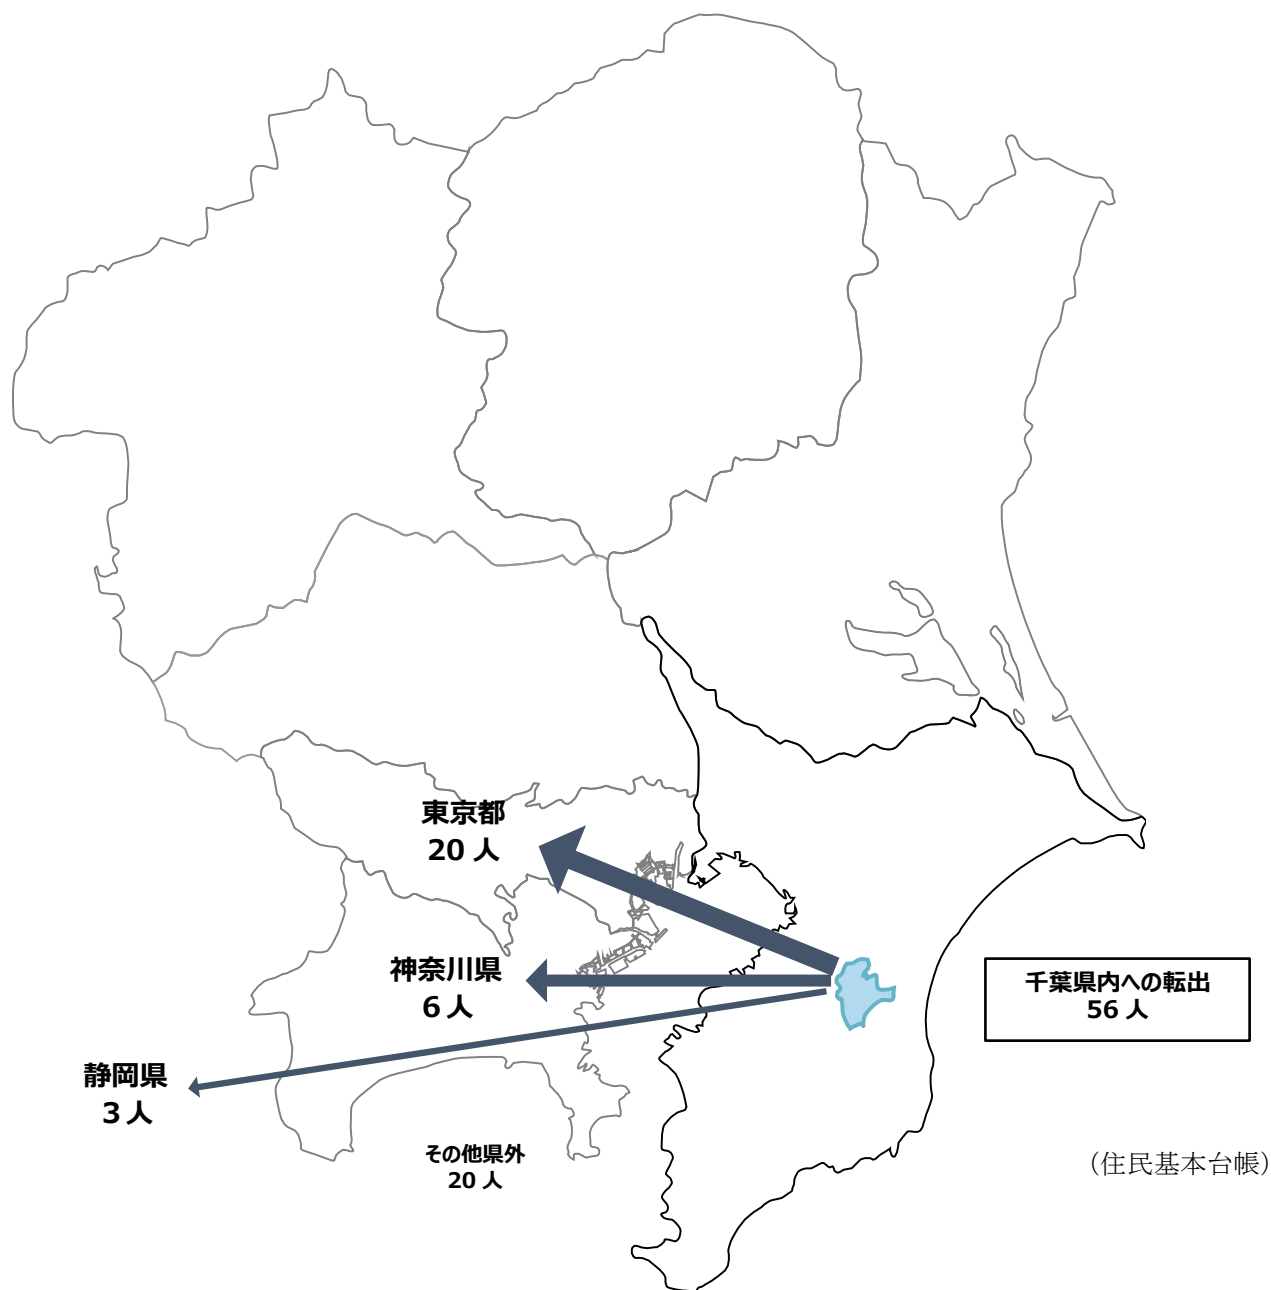 東京都
20 人
神奈川県
6 人
千葉県内への転出
56 人
静岡県
3 人
その他県外
20 人
（住民基本台帳）